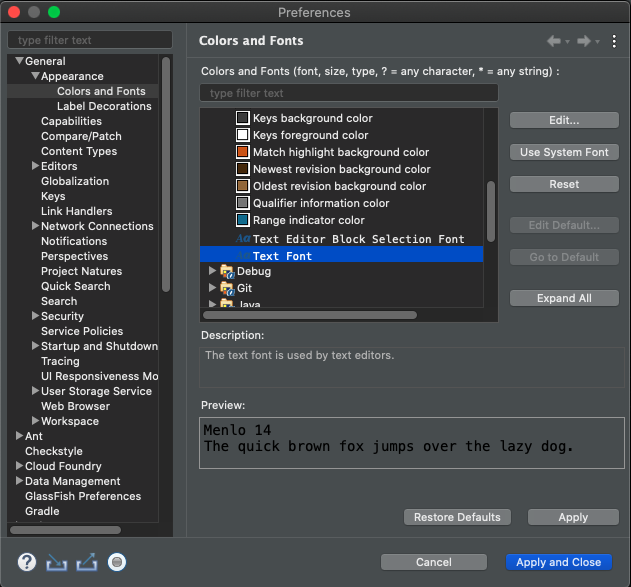 Preferences
type filter text
General
Appearance
Colors and Fonts
Label Decorations
Capabilities
Compare/Patch
Content Types
Editors
Globalization
Keys
Link Handlers
Network Connections
Notifications
Perspectives
Project Natures
Quick Search
Search
Security
Service Policies
Startup and Shutdown
Tracing
UI Responsiveness Mo
User Storage Service
Web Browser
Workspace
Ant
Checkstyle
Cloud Foundry
Data Management
GlassFish Preferences
Gradle
Colors and Fonts
Colors and Fonts (font, size, type, ? = any character, * = any string) :
type filter text
Keys background color
Keys foreground color
Match highlight background color
Newest revision background color
Oldest revision background color
Qualifier information color
Range indicator color
Aa Text Editor Block Selection Font
Aa Text Font
Debug
Git
Java
Edit...
Use System Font
Reset
Edit Default...
Go to Default
Expand All
Description:
The text font is used by text editors.
Preview:
Menlo 14
The quick brown fox jumps over the lazy dog.
Restore Defaults
Apply
?
Cancel
Apply and Close